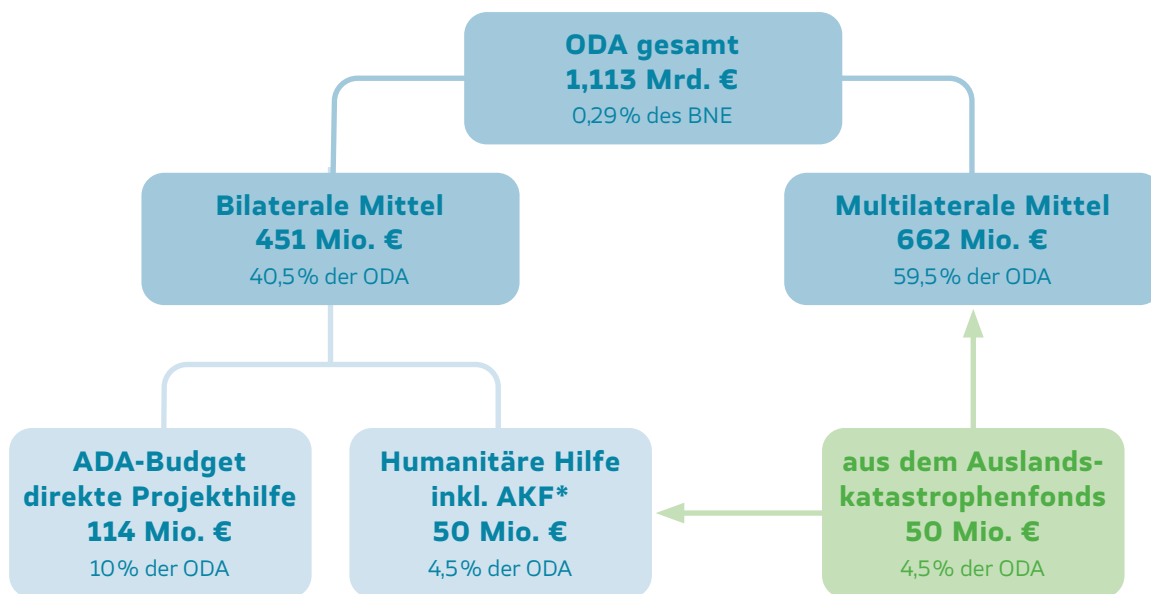 ODA gesamt
1,113 Mrd. €
0,29% des BNE
Bilaterale Mittel
451 Mio. €
40,5% der ODA
Multilaterale Mittel
662 Mio. €
59,5% der ODA
ADA-Budget
direkte Projekthilfe
114 Mio. €
10% der ODA
Humanitäre Hilfe
inkl. AKF*
50 Mio. €
4,5% der ODA
aus dem Auslands-
katastrophenfonds
50 Mio. €
4,5% der ODA